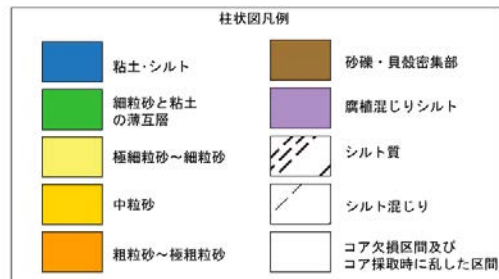 柱状図凡例
粘土･シルト
細粒砂と粘土
の薄互層
極細粒砂～細粒砂
中粒砂
粗粒砂～極粗粒砂
砂礫・貝殻密集部
腐植混じりシルト
シルト質
シルト混じり
コア欠損区間及び
コア採取時に乱した区間